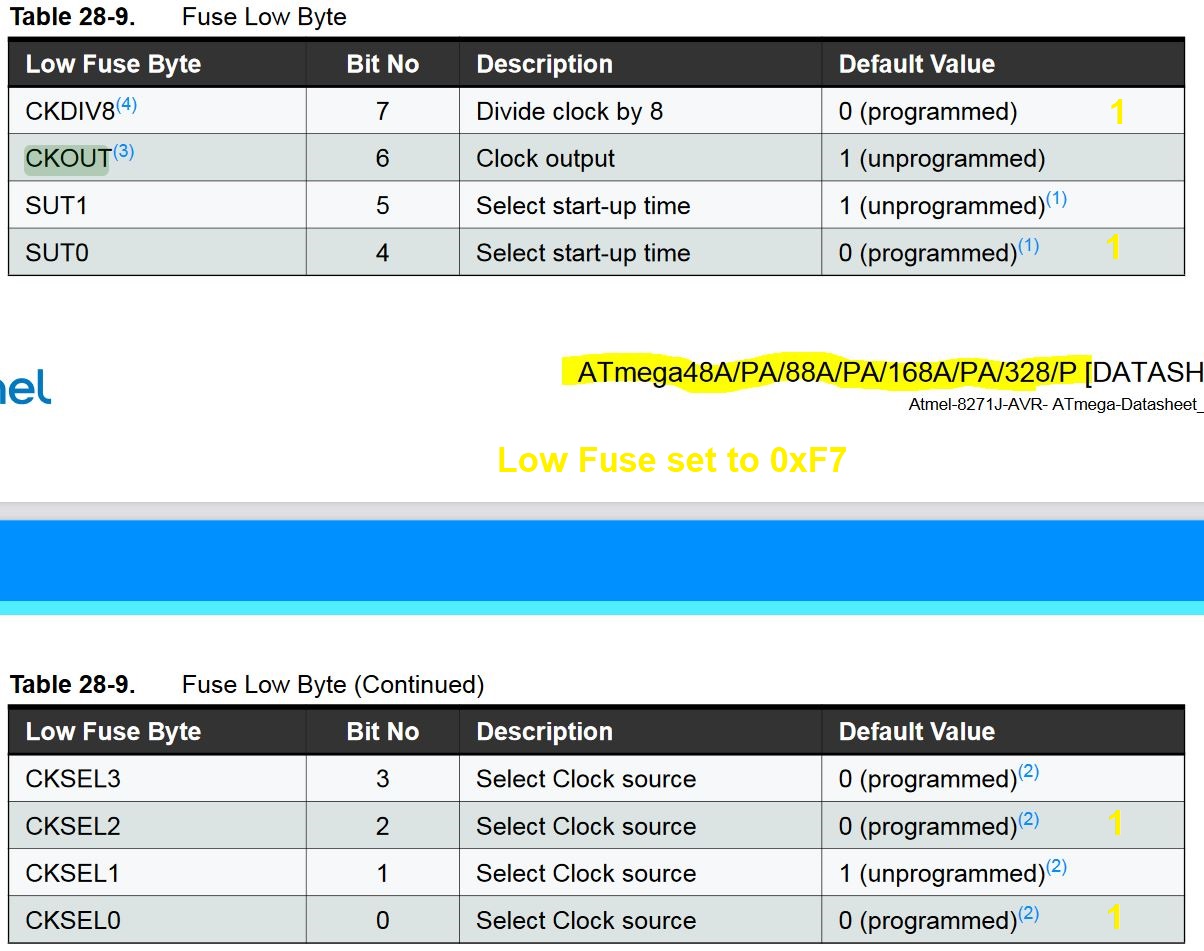 Table 28-9. Fuse Low Byte
Low Fuse Byte Bit No Description Default Value
CKDIV8(4) 7 Divide clock by 8 0 (programmed) 1
CKOUT(3) 6 Clock output 1 (unprogrammed)
SUT1 5 Select start-up time 1 (unprogrammed)(1)
SUT0 4 Select start-up time 0 (programmed)(1) 1
nel ATmega48A/PA/88A/PA/168A/PA/328/P [DATASH
Atmel-8271J-AVR- ATmega-Datasheet_
Low Fuse set to 0xF7
Table 28-9. Fuse Low Byte (Continued)
Low Fuse Byte Bit No Description Default Value
CKSEL3 3 Select Clock source 0 (programmed)(2)
CKSEL2 2 Select Clock source 0 (programmed)(2) 1
CKSEL1 1 Select Clock source 1 (unprogrammed)(2)
CKSEL0 0 Select Clock source 0 (programmed)(2) 1